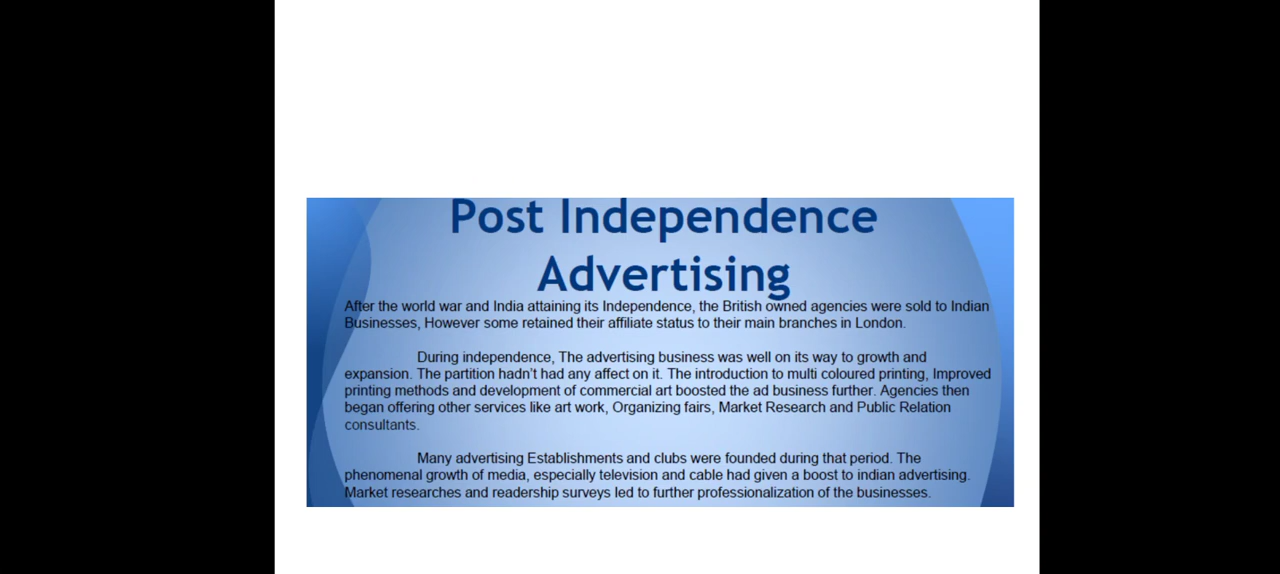 Post Independence
Advertising
After the world war and India attaining its Independence, the British owned agencies were sold to Indian
Businesses, However some retained their affiliate status to their main branches in London.
During independence, The advertising business was well on its way to growth and
expansion. The partition hadn't had any affect on it. The introduction to multi coloured printing, Improved
printing methods and development of commercial art boosted the ad business further. Agencies then
began offering other services like art work, Organizing fairs, Market Research and Public Relation
consultants.
Many advertising Establishments and clubs were founded during that period. The
phenomenal growth of media, especially television and cable had given a boost to indian advertising.
Market researches and readership surveys led to further professionalization of the businesses.